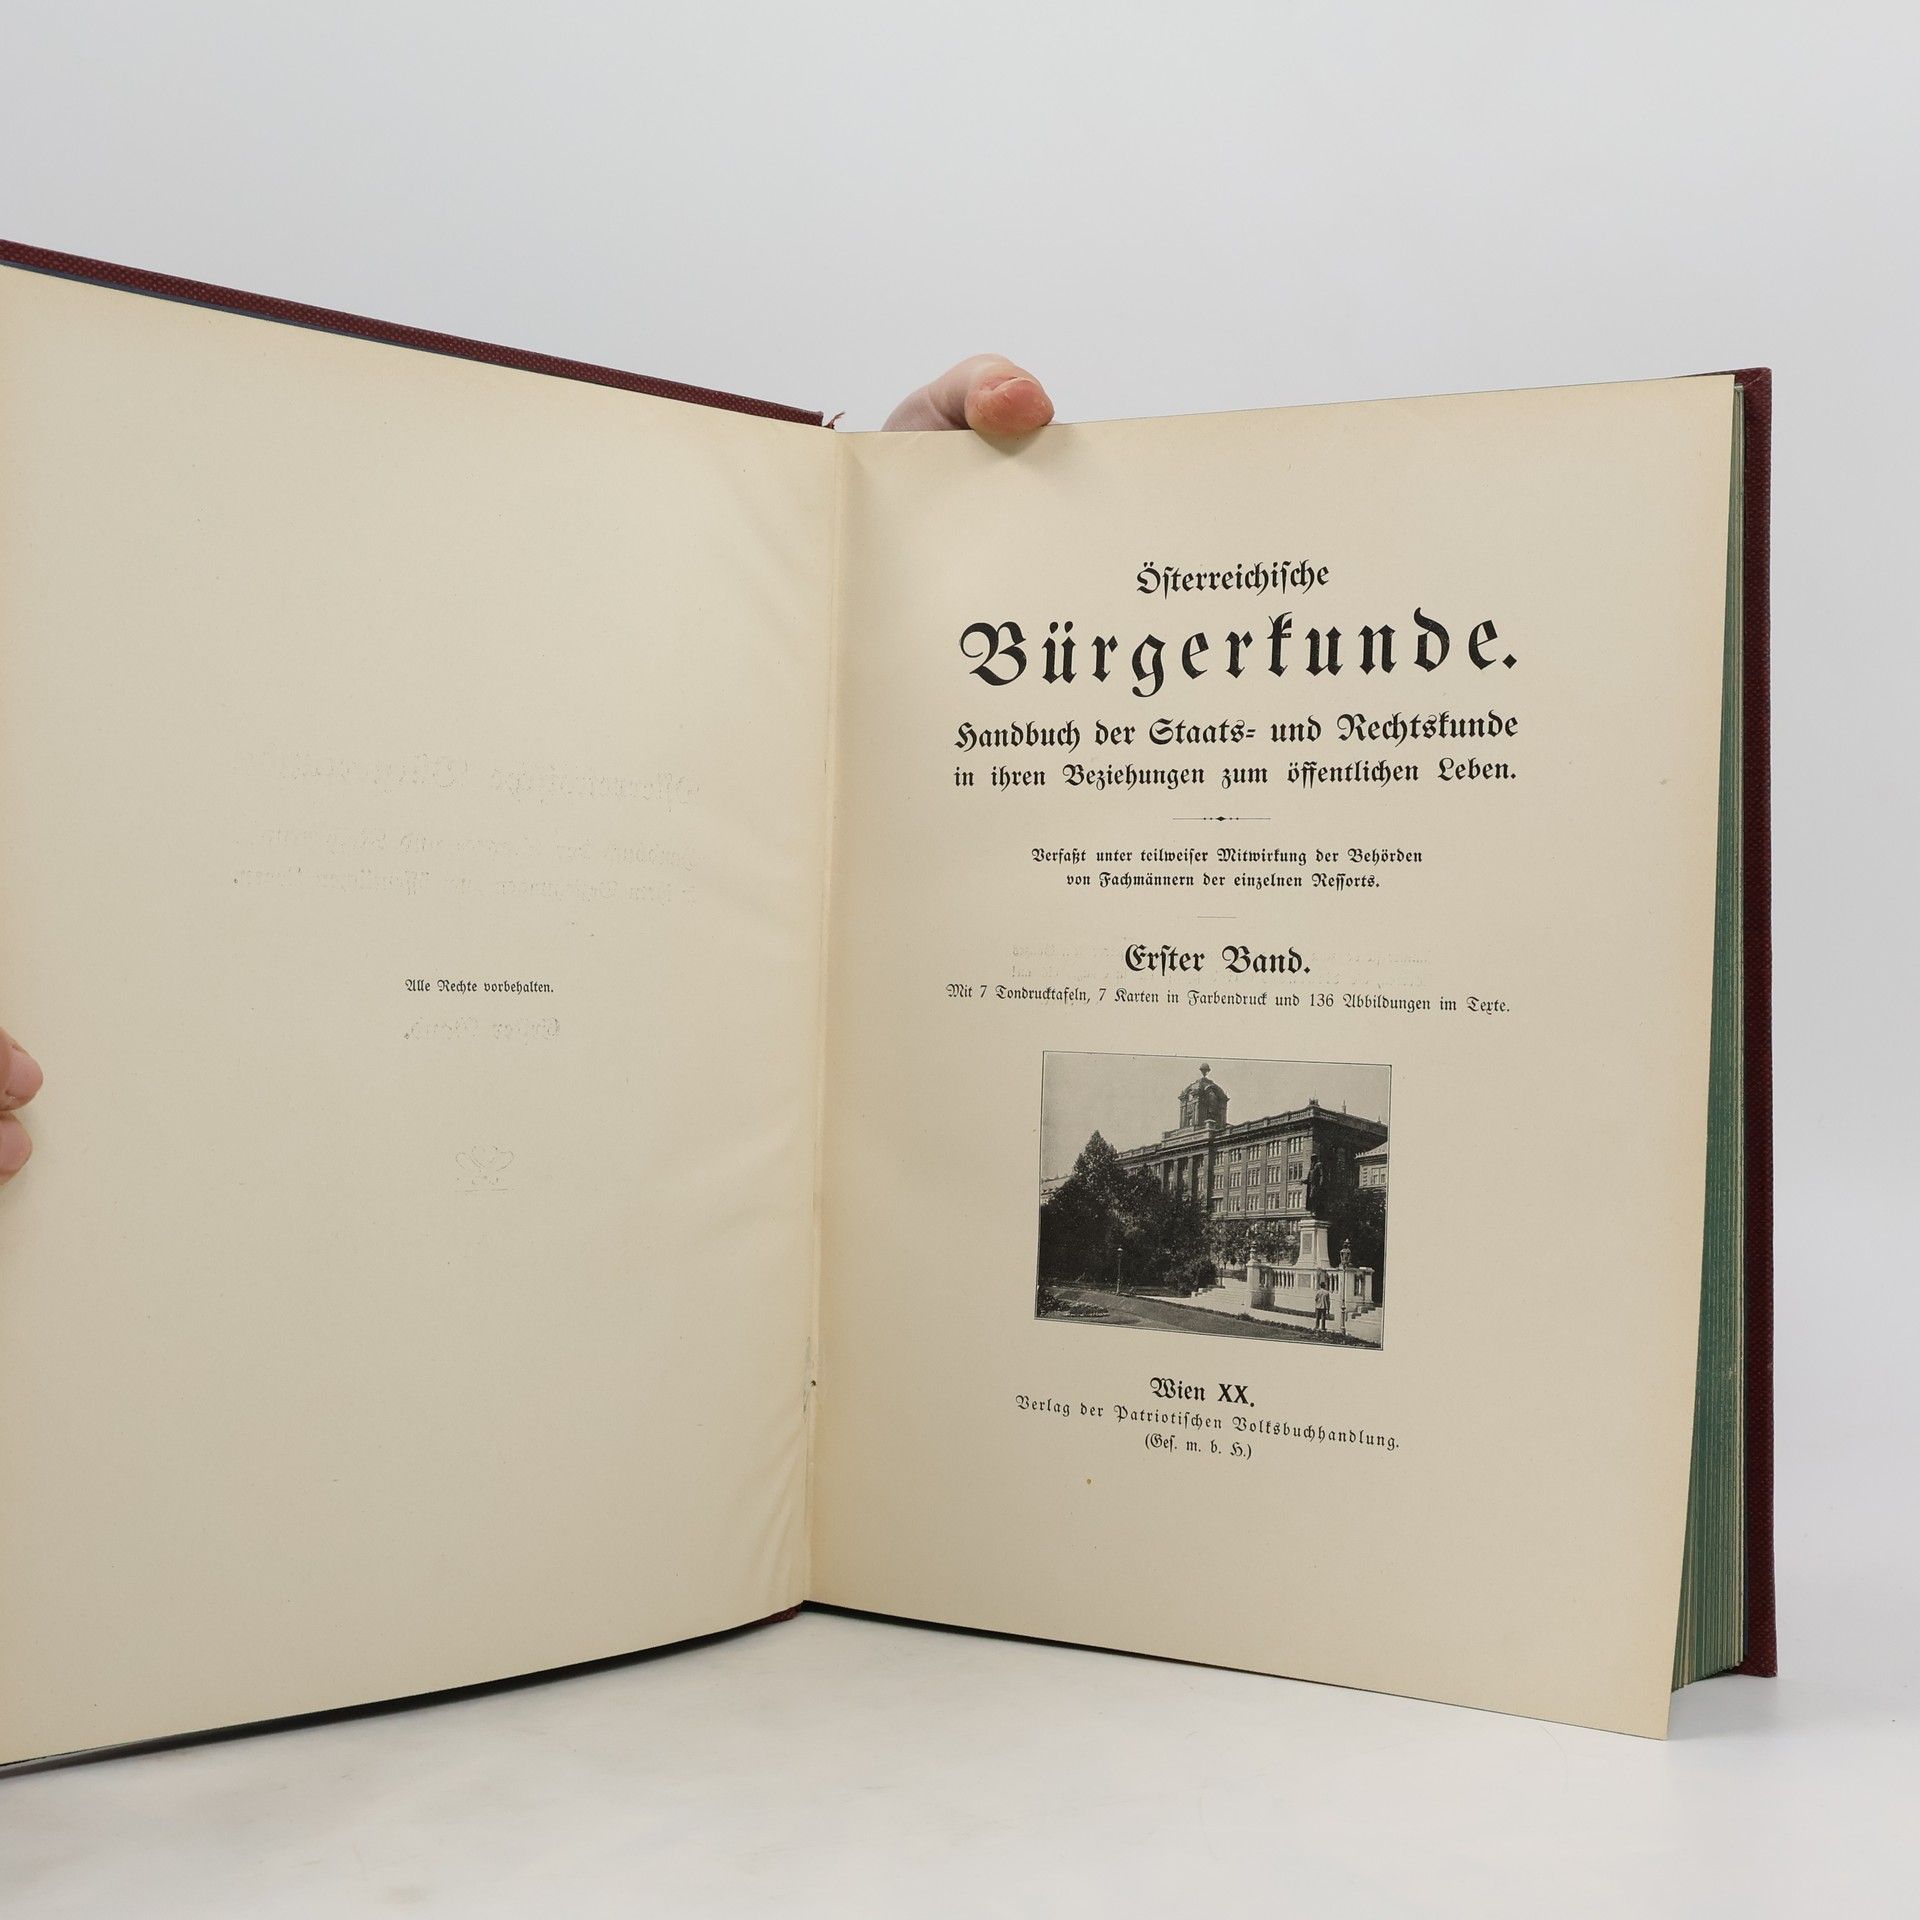 Alle Rechte vorbehalten.
Öſterreichiſche
Bürgerkunde.
Handbuch der Staats- und Rechtskunde
in ihren Beziehungen zum öffentlichen Leben.
Verfaßt unter teilweiſer Mitwirkung der Behörden
von Fachmännern der einzelnen Reſſorts.
Erſter Band.
Mit 7 Tondrucktafeln, 7 Karten in Farbendruck und 136 Abbildungen im Texte.
Wien XX.
Verlag der Patriotiſchen Volksbuchhandlung.
(Geſ. m. b. H.)